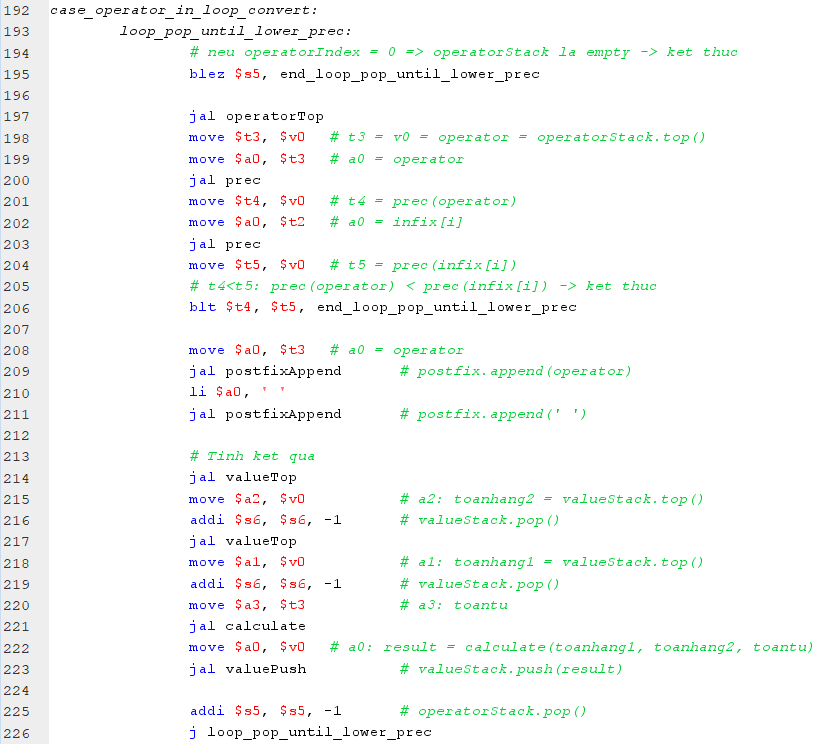 192 case_operator_in_loop_convert:
193 loop_pop_until_lower_prec:
194 # neu operatorIndex = 0 => operatorStack la empty -> ket thuc
195 blez $s5, end_loop_pop_until_lower_prec
196
197 jal operatorTop
198 move $t3, $v0 # t3 = v0 = operator = operatorStack.top()
199 move $a0, $t3 # a0 = operator
200 jal prec
201 move $t4, $v0 # t4 = prec(operator)
202 move $a0, $t2 # a0 = infix[i]
203 jal prec
204 move $t5, $v0 # t5 = prec(infix[i])
205 # t4<t5: prec(operator) < prec(infix[i]) -> ket thuc
206 blt $t4, $t5, end_loop_pop_until_lower_prec
207
208 move $a0, $t3 # a0 = operator
209 jal postfixAppend # postfix.append(operator)
210 li $a0, ' '
211 jal postfixAppend # postfix.append(' ')
212
213 # Tinh ket qua
214 jal valueTop
215 move $a2, $v0 # a2: toanhang2 = valueStack.top()
216 addi $s6, $s6, -1 # valueStack.pop()
217 jal valueTop
218 move $a1, $v0 # a1: toanhang1 = valueStack.top()
219 addi $s6, $s6, -1 # valueStack.pop()
220 move $a3, $t3 # a3: toantu
221 jal calculate
222 move $a0, $v0 # a0: result = calculate(toanhang1, toanhang2, toantu)
223 jal valuePush # valueStack.push(result)
224
225 addi $s5, $s5, -1 # operatorStack.pop()
226 j loop_pop_until_lower_prec